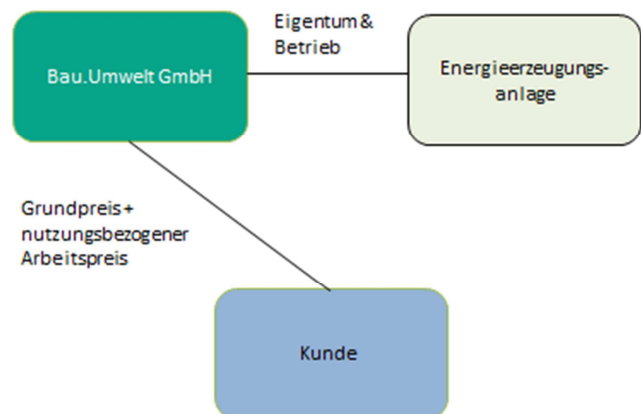 Eigentum &
Betrieb
Bau.Umwelt GmbH
Energieerzeugungs-
anlage
Grundpreis +
nutzungsbezogener
Arbeitspreis
Kunde